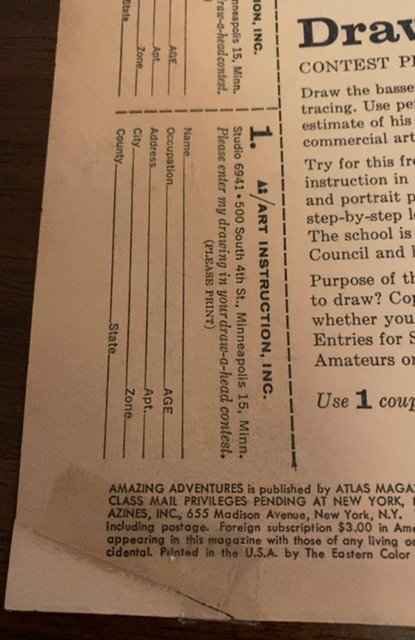 ON, INC.
nneapolis 15, Minn.
raw-a-head contest.
AGE
Apt.
Zone
State
1.
A:/ART INSTRUCTION, INC.
Studio 6941 • 500 South 4th St., Minneapolis 15, Minn.
Please enter my drawing in your draw-a-head contest.
(PLEASE PRINT)
Name
Occupation AGE
Address Apt.
City Zone
County State
Draw
CONTEST P
Draw the basse
tracing. Use pe
estimate of his
commercial art
Try for this fr
instruction in
and portrait p
step-by-step l
The school is
Council and
Purpose of th
to draw? Co
whether you
Entries for S
Amateurs o
Use 1 coup
AMAZING ADVENTURES is published by ATLAS MAGA
CLASS MAIL PRIVILEGES PENDING AT NEW YORK,
AZINES, INC., 655 Madison Avenue, New York, N.Y.
including postage. Foreign subscription $3.00 in Ame
appearing in this magazine with those of any living or
cidental. Printed in the U.S.A. by The Eastern Color